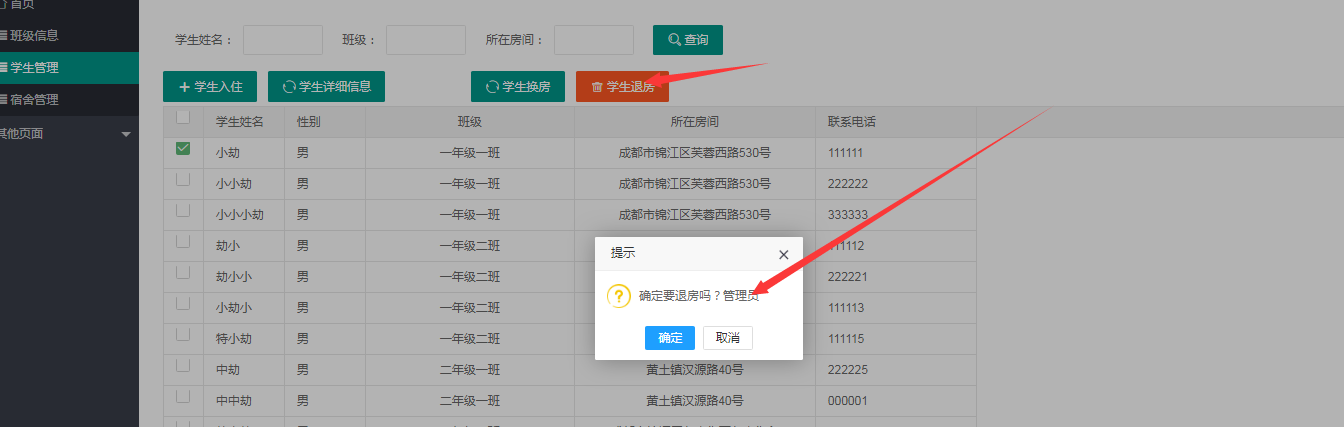 首页
班级信息
学生管理
宿舍管理
其他页面
学生姓名： 班级： 所在房间： 查询
学生入住 学生详细信息 学生换房 学生退房
学生姓名 性别 班级 所在房间 联系电话
小劫 男 一年级一班 成都市锦江区芙蓉西路530号 111111
小小劫 男 一年级一班 成都市锦江区芙蓉西路530号 222222
小小小劫 男 一年级一班 成都市锦江区芙蓉西路530号 333333
幼小 男 一年级二班 111112
幼小小 男 一年级二班 222221
小幼小 男 一年级二班 111113
特小劫 男 一年级二班 111115
中劫 男 二年级一班 黄土镇汉源路40号 222225
中中劫 男 二年级一班 黄土镇汉源路40号 000001
提示
确定要退房吗？管理员
确定 取消